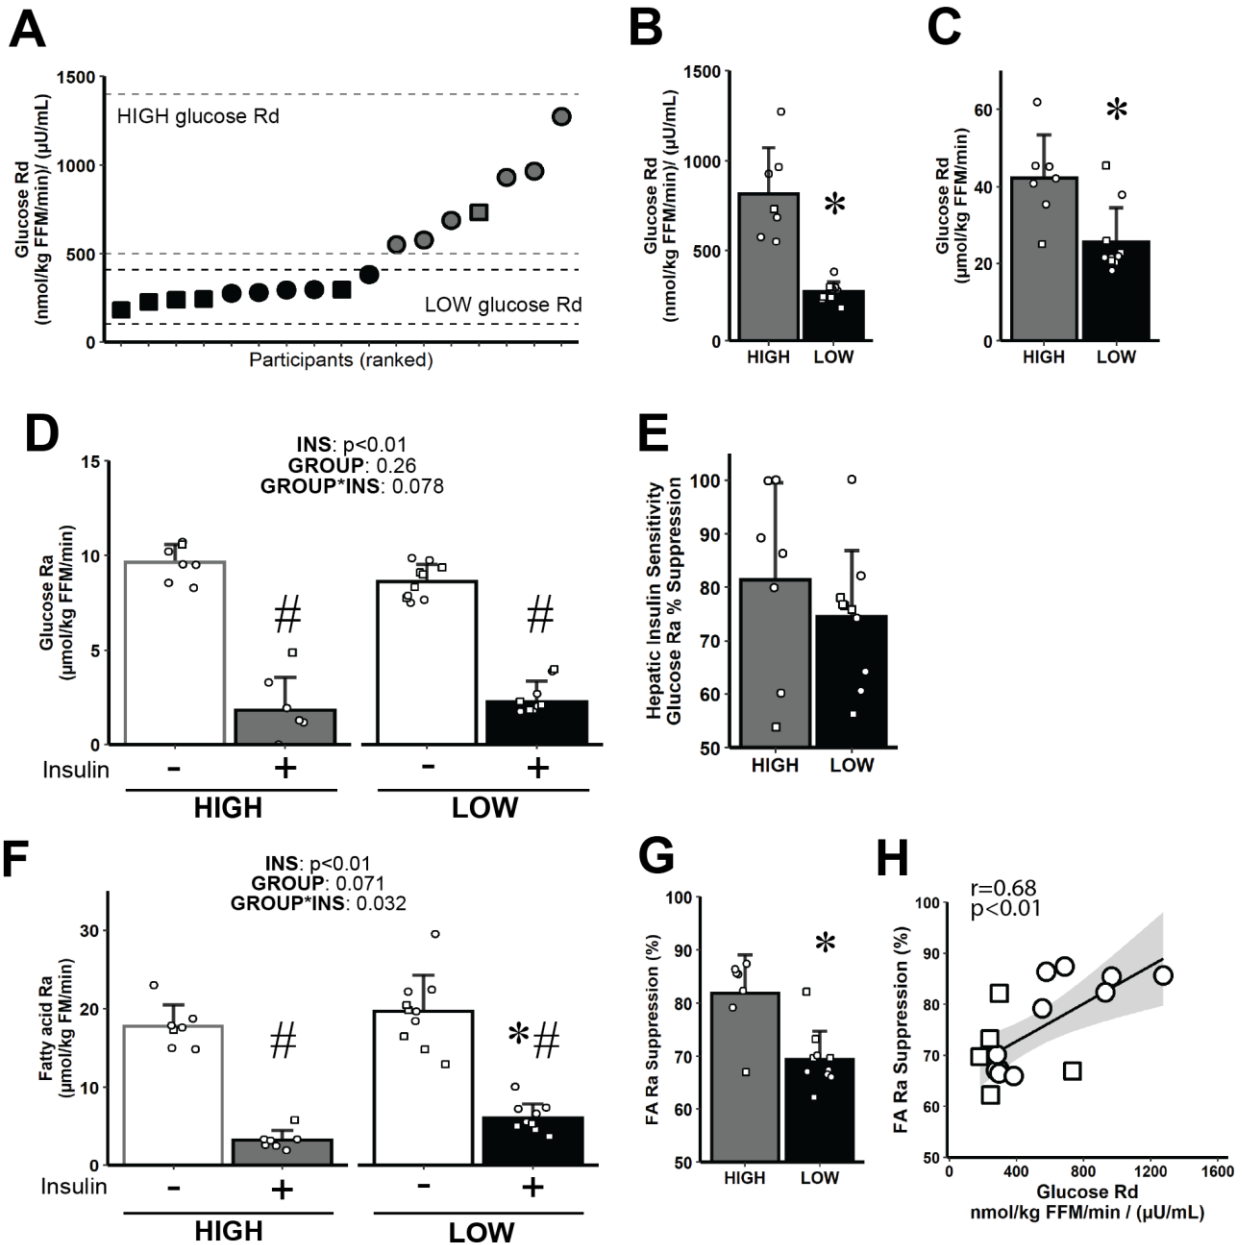 A
Glucose Rd
(nmol/kg FFM/min)/ (μU/mL)
1500
1000
500
0
HIGH glucose Rd
LOW glucose Rd
Participants (ranked)
B
Glucose Rd
(nmol/kg FFM/min)/ (μU/mL)
1500
1000
500
0
*
HIGH LOW
C
Glucose Rd
(μmol/kg FFM/min)
60
40
20
0
*
HIGH LOW
D
INS: p<0.01
GROUP: 0.26
GROUP*INS: 0.078
Glucose Ra
(μmol/kg FFM/min)
15
10
5
0
# #
Insulin - + - +
HIGH LOW
E
Hepatic Insulin Sensitivity
Glucose Ra % Suppression
100
90
80
70
60
50
HIGH LOW
F
INS: p<0.01
GROUP: 0.071
GROUP*INS: 0.032
Fatty acid Ra
(μmol/kg FM/min)
30
20
10
0
# *#
Insulin - + - +
HIGH LOW
G
FA Ra Suppression (%)
100
90
80
70
60
50
*
HIGH LOW
H
r=0.68
p<0.01
FA Ra Suppression (%)
100
90
80
70
60
50
0 400 800 1200 1600
Glucose Rd
nmol/kg FFM/min / (μU/mL)